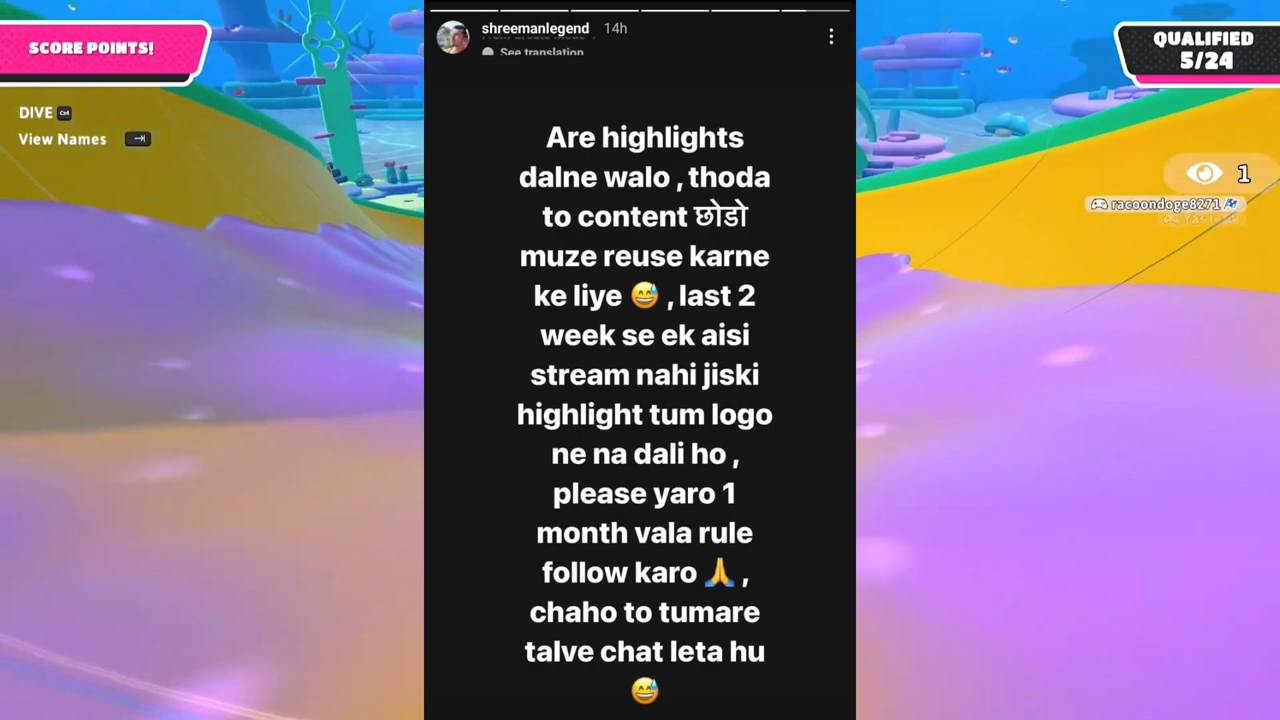 SCORE POINTS!
DIVE Ctrl
View Names
shreemanlegend 14h
See translation
Are highlights
dalne walo , thoda
to content छोडो
muze reuse karne
ke liye 😅 , last 2
week se ek aisi
stream nahi jiski
highlight tum logo
ne na dali ho ,
please yaro 1
month vala rule
follow karo 🙏 ,
chaho to tumare
talve chat leta hu
😅
QUALIFIED
5/24
1
racoondoge8271